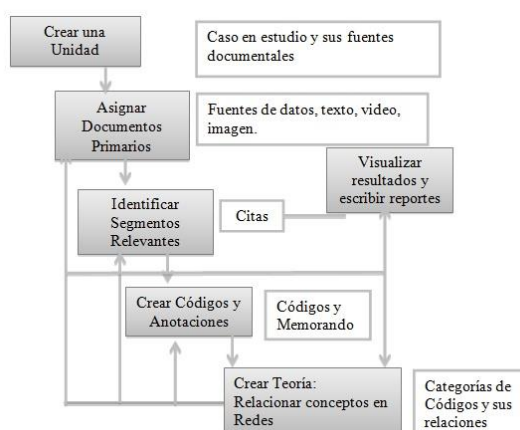 Crear una
Unidad
Caso en estudio y sus fuentes
documentales
Asignar
Documentos
Primarios
Fuentes de datos, texto, video,
imagen.
Visualizar
resultados y
escribir reportes
Identificar
Segmentos
Relevantes
Citas
Crear Códigos y
Anotaciones
Códigos y
Memorando
Crear Teoría:
Relacionar conceptos en
Redes
Categorías de
Códigos y sus
relaciones